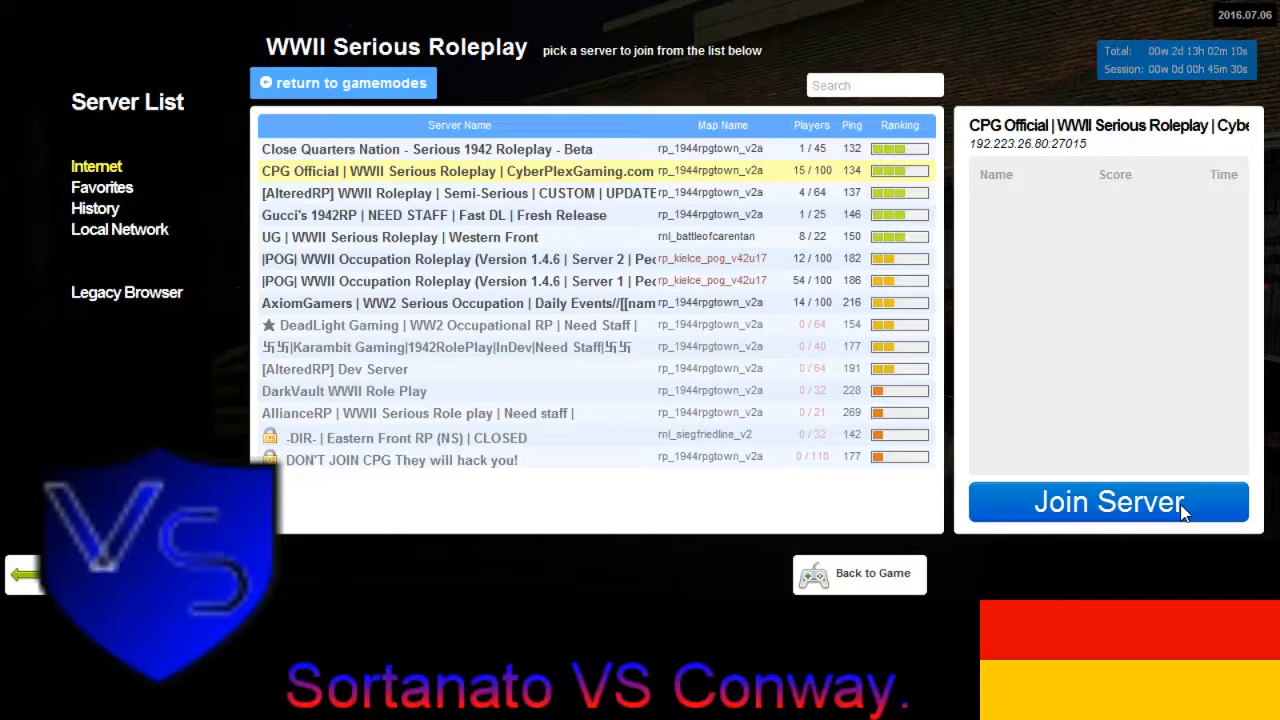 2016.07.06
WWII Serious Roleplay pick a server to join from the list below
Total: 00w 2d 13h 02m 10s
Session: 00w 0d 00h 45m 30s
return to gamemodes
Search
Server List
Internet
Favorites
History
Local Network
Legacy Browser
Server Name Map Name Players Ping Ranking
Close Quarters Nation - Serious 1942 Roleplay - Beta rp_1944rpgtown_v2a 1 / 45 132
CPG Official | WWII Serious Roleplay | CyberPlexGaming.com rp_1944rpgtown_v2a 15 / 100 134
[AlteredRP] WWII Roleplay | Semi-Serious | CUSTOM | UPDATE rp_1944rpgtown_v2a 4 / 64 137
Gucci's 1942RP | NEED STAFF | Fast DL | Fresh Release rp_1944rpgtown_v2a 1 / 25 146
UG | WWII Serious Roleplay | Western Front rnl_battleofcarentan 8 / 22 150
|POG| WWII Occupation Roleplay (Version 1.4.6 | Server 2 | Pec rp_kielce_pog_v42u17 12 / 100 182
|POG| WWII Occupation Roleplay (Version 1.4.6 | Server 1 | Pec rp_kielce_pog_v42u17 54 / 100 186
AxiomGamers | WW2 Serious Occupation | Daily Events//[[nam rp_1944rpgtown_v2a 14 / 100 216
★ DeadLight Gaming | WW2 Occupational RP | Need Staff | rp_1944rpgtown_v2a 0 / 64 154
卐卐|Karambit Gaming|1942RolePlay|InDev|Need Staff|卐卐 rp_1944rpgtown_v2a 0 / 40 177
[AlteredRP] Dev Server rp_1944rpgtown_v2a 0 / 64 191
DarkVault WWII Role Play rp_1944rpgtown_v2a 0 / 32 228
AllianceRP | WWII Serious Role play | Need staff | rp_1944rpgtown_v2a 0 / 21 269
-DIR- | Eastern Front RP (NS) | CLOSED rnl_siegfriedline_v2 0 / 32 142
DON'T JOIN CPG They will hack you! rp_1944rpgtown_v2a 0 / 110 177
CPG Official | WWII Serious Roleplay | Cybe
192.223.26.80:27015
Name Score Time
Join Server
VS
Back to Game
Sortanato VS Conway.